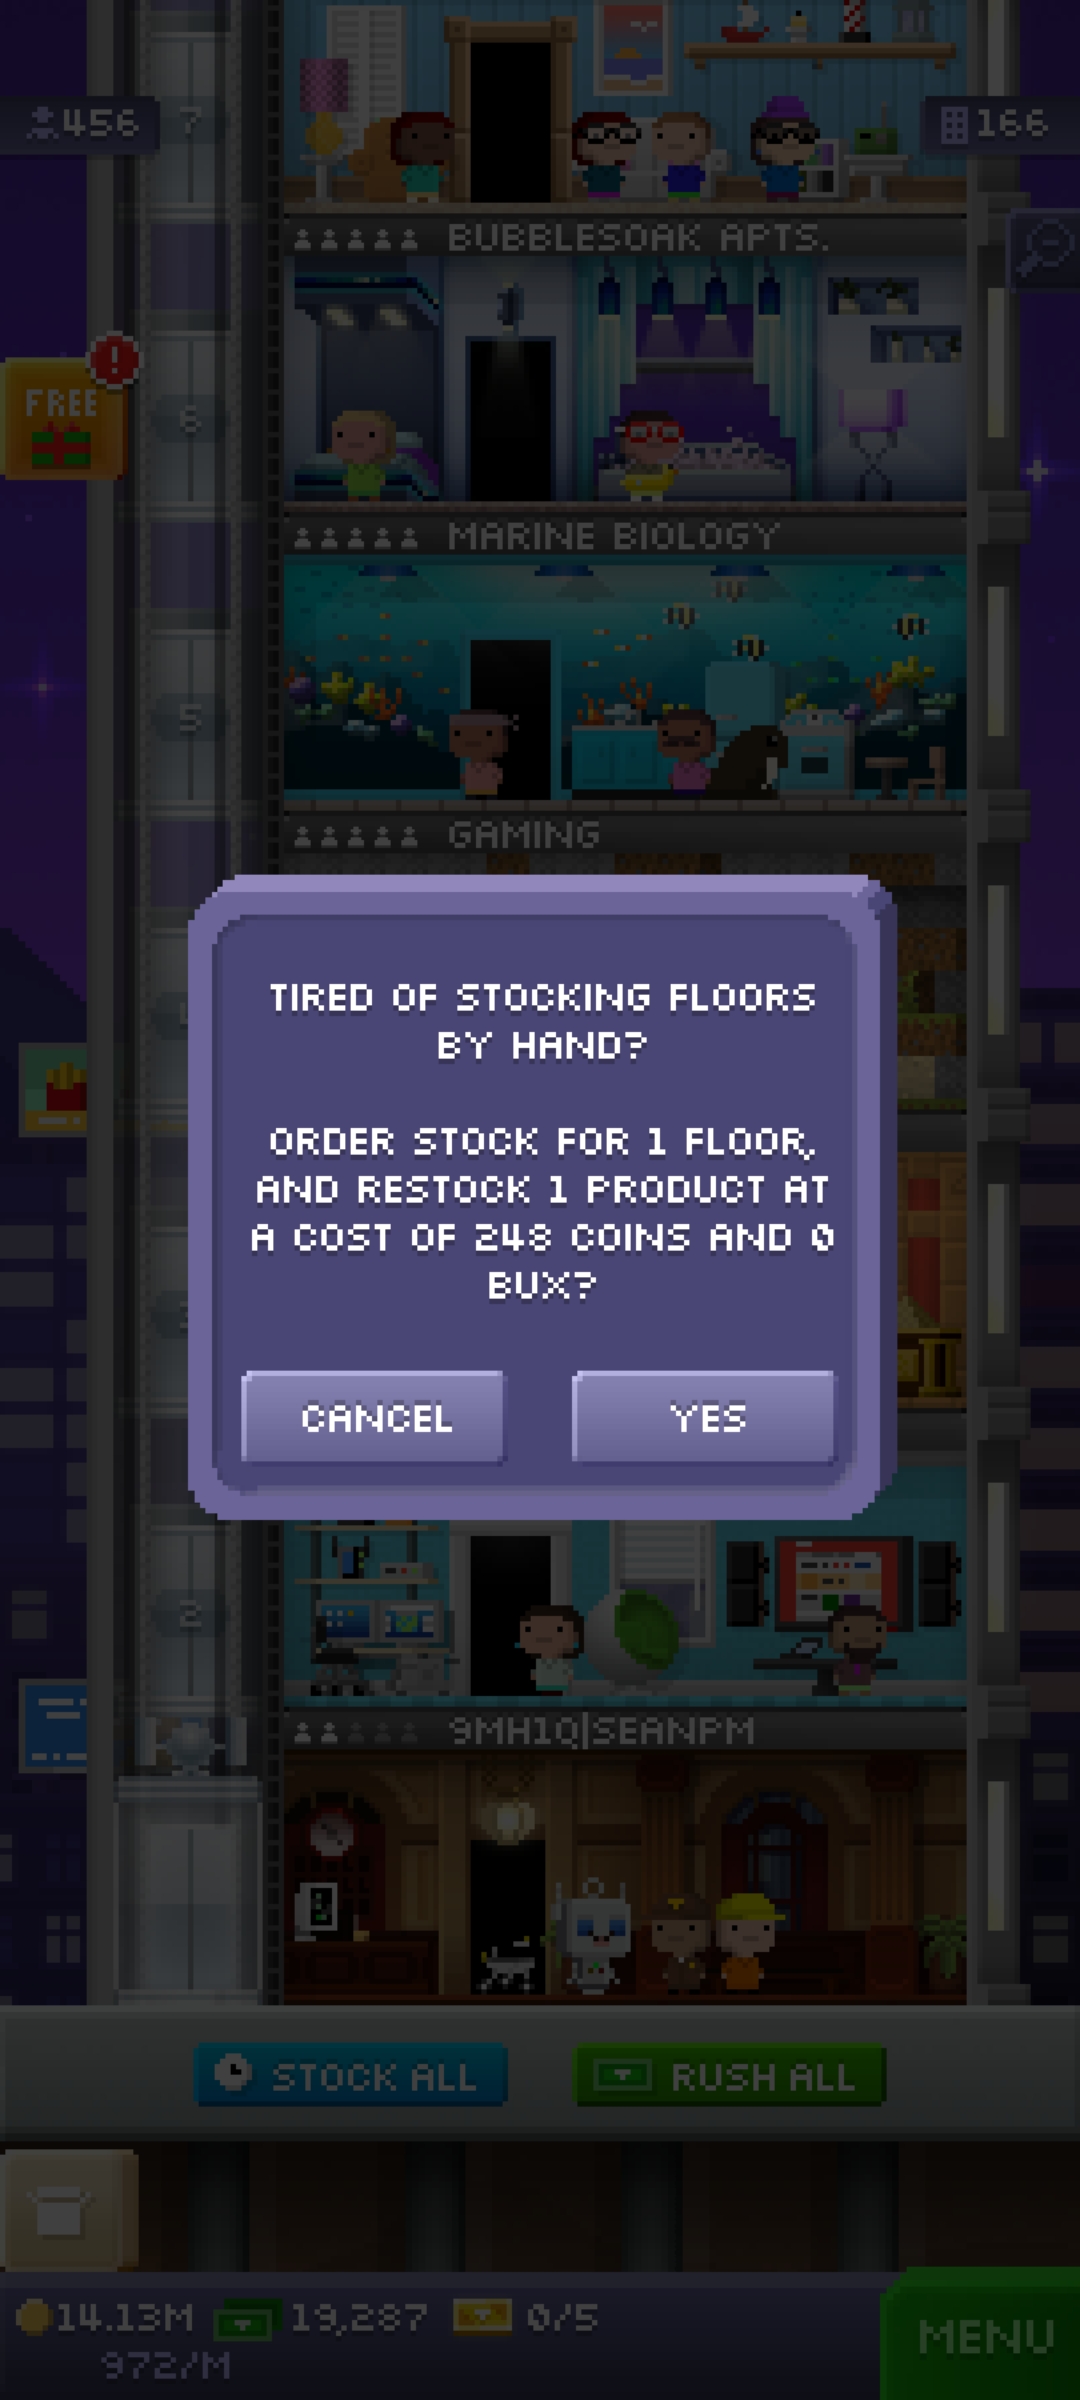 7
456
166
BUBBLESOAK APTS.
FREE
!
6
MARINE BIOLOGY
5
GAMING
TIRED OF STOCKING FLOORS
BY HAND?
ORDER STOCK FOR 1 FLOOR,
AND RESTOCK 1 PRODUCT AT
A COST OF 248 COINS AND 0
BUX?
CANCEL
YES
2
9MH1Q|SEANPM
STOCK ALL
RUSH ALL
14.13M
19,287
0/5
972/M
MENU